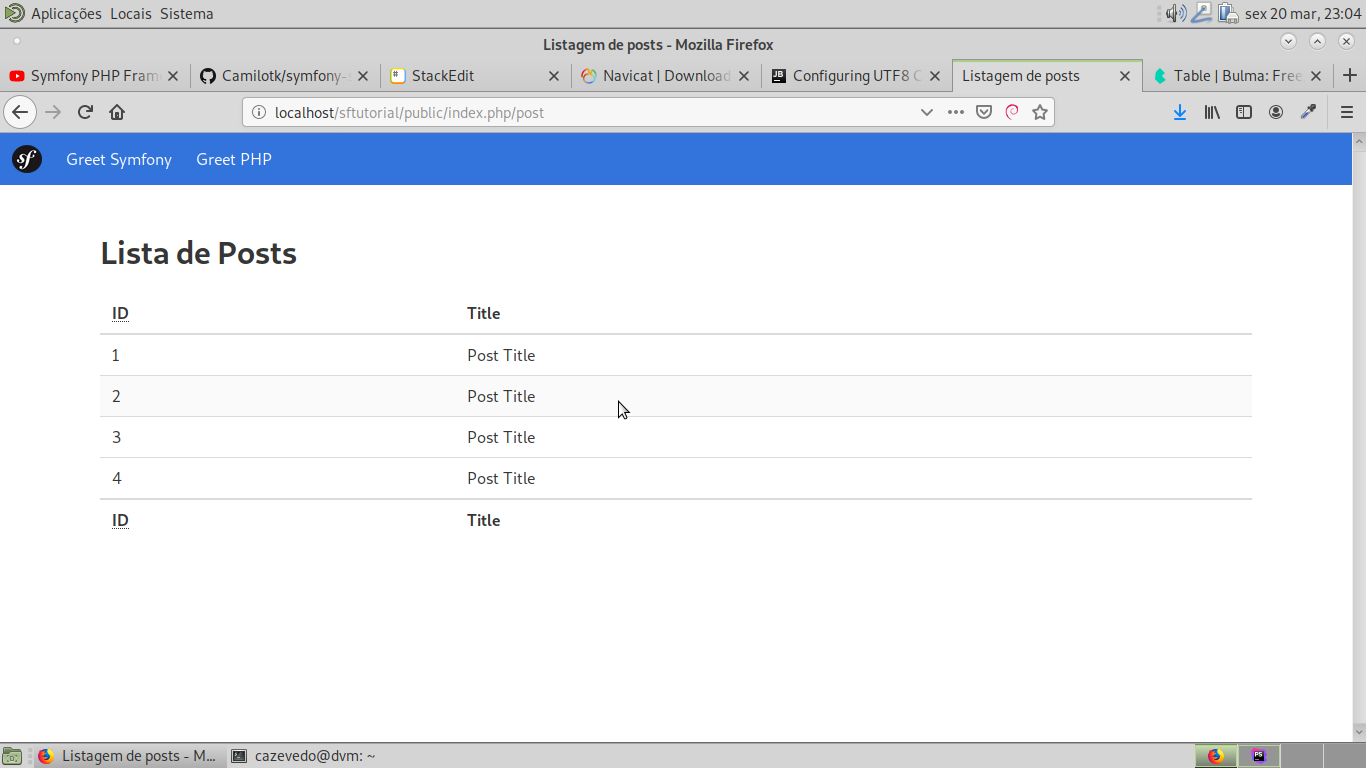 Aplicações Locais Sistema sex 20 mar, 23:04
Listagem de posts - Mozilla Firefox
Symfony PHP Fram Camilotk/symfony- StackEdit Navicat | Download Configuring UTF8 C Listagem de posts Table | Bulma: Free
localhost/sftutorial/public/index.php/post
sf Greet Symfony Greet PHP
Lista de Posts
ID Title
1 Post Title
2 Post Title
3 Post Title
4 Post Title
ID Title
Listagem de posts - M... cazevedo@dvm: ~